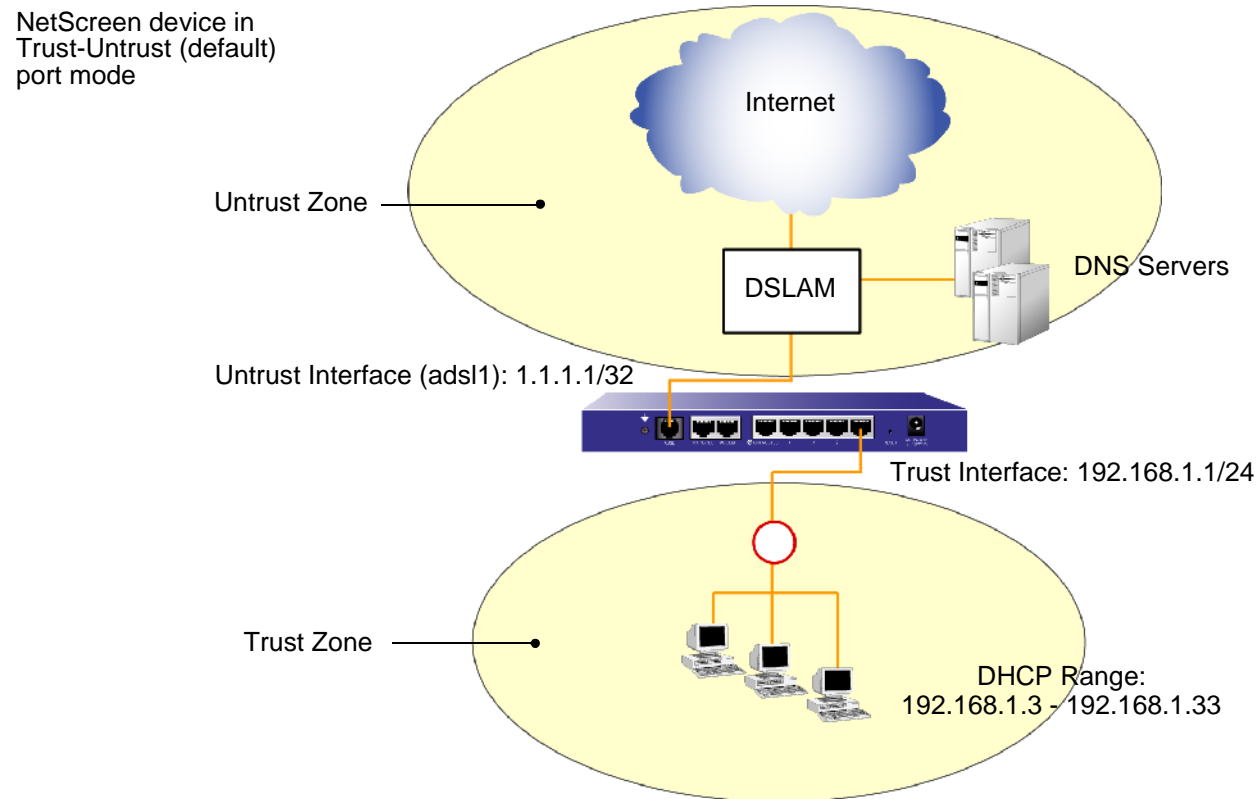 NetScreen device in
Trust-Untrust (default)
port mode
Internet
Untrust Zone
DNS Servers
DSLAM
Untrust Interface (adsl1): 1.1.1.1/32
Trust Interface: 192.168.1.1/24
Trust Zone
DHCP Range:
192.168.1.3 - 192.168.1.33